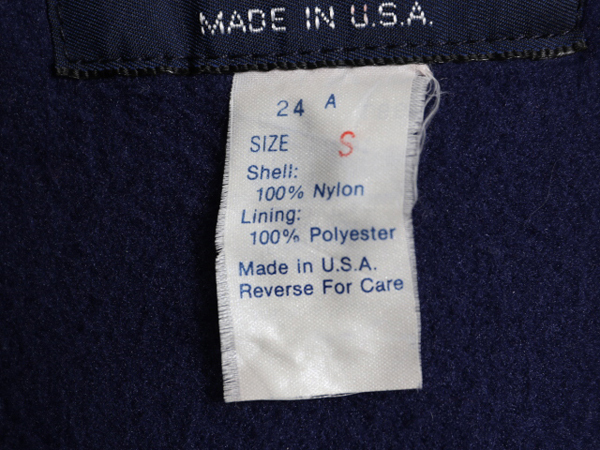 MADE IN U.S.A.
24 A
SIZE S
Shell:
100% Nylon
Lining:
100% Polyester
Made in U.S.A.
Reverse For Care